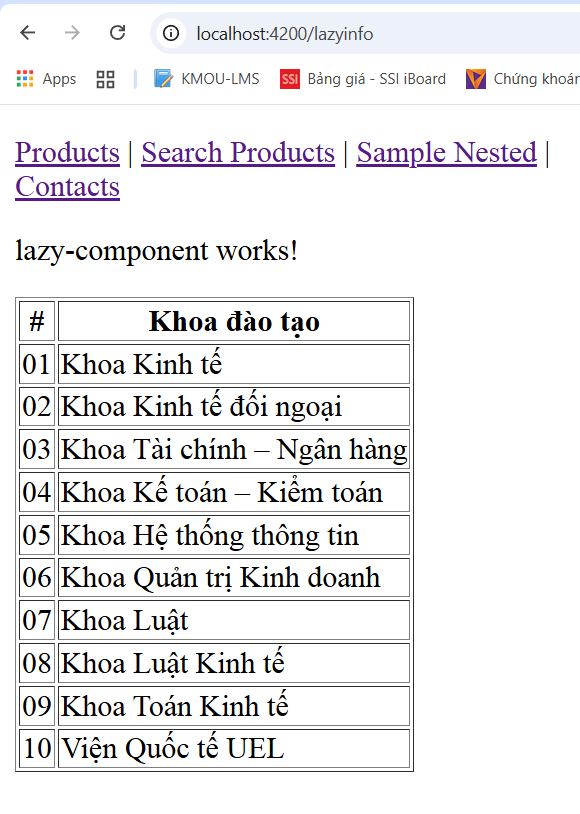 localhost:4200/lazyinfo
Apps KMOU-LMS SSI Bảng giá - SSI iBoard Chứng khoán
Products | Search Products | Sample Nested |
Contacts
lazy-component works!
# Khoa đào tạo
01 Khoa Kinh tế
02 Khoa Kinh tế đối ngoại
03 Khoa Tài chính – Ngân hàng
04 Khoa Kế toán – Kiểm toán
05 Khoa Hệ thống thông tin
06 Khoa Quản trị Kinh doanh
07 Khoa Luật
08 Khoa Luật Kinh tế
09 Khoa Toán Kinh tế
10 Viện Quốc tế UEL